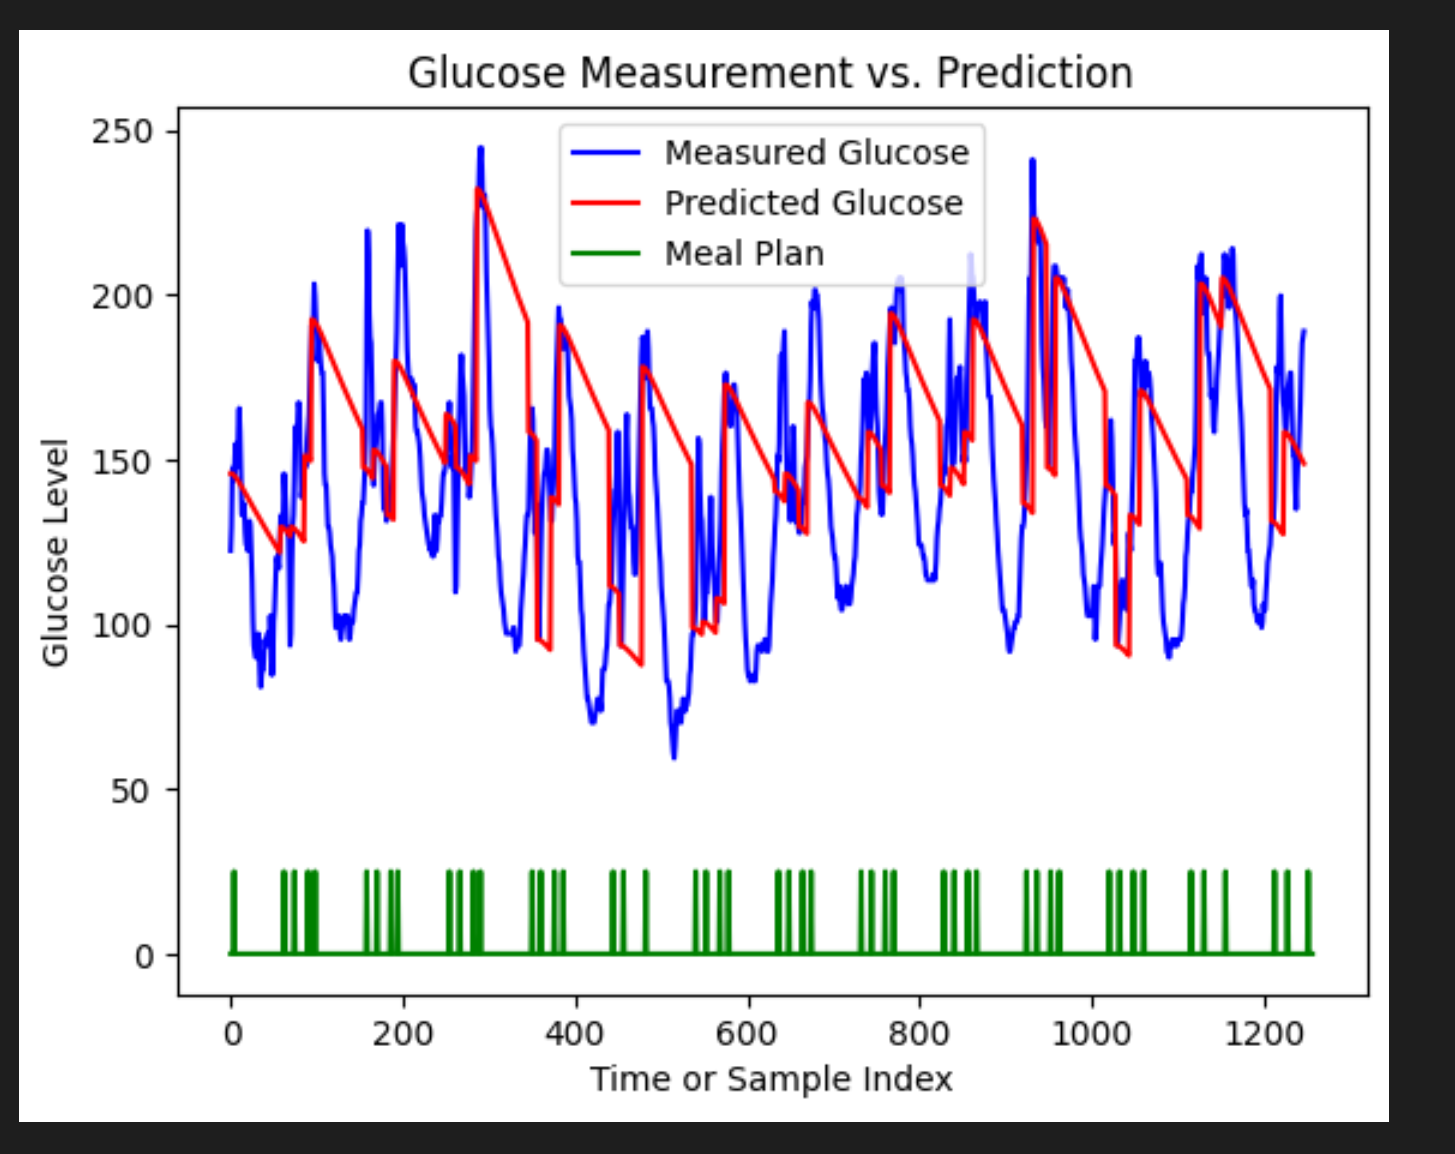 Glucose Measurement vs. Prediction
Measured Glucose
Predicted Glucose
Meal Plan
Glucose Level
250
200
150
100
50
0
0 200 400 600 800 1000 1200
Time or Sample Index